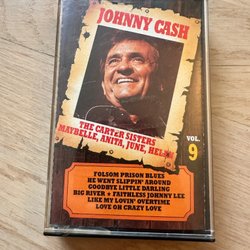 JOHNNY CASH
THE CARTER SISTERS
MAYBELLE, ANITA, JUNE, HELEN
VOL.
9
FOLSOM PRISON BLUES
HE WENT SLIPPIN' AROUND
GOODBYE LITTLE DARLING
BIG RIVER ★ FAITHLESS JOHNNY LEE
LIKE MY LOVIN' OVERTIME
LOVE OH CRAZY LOVE